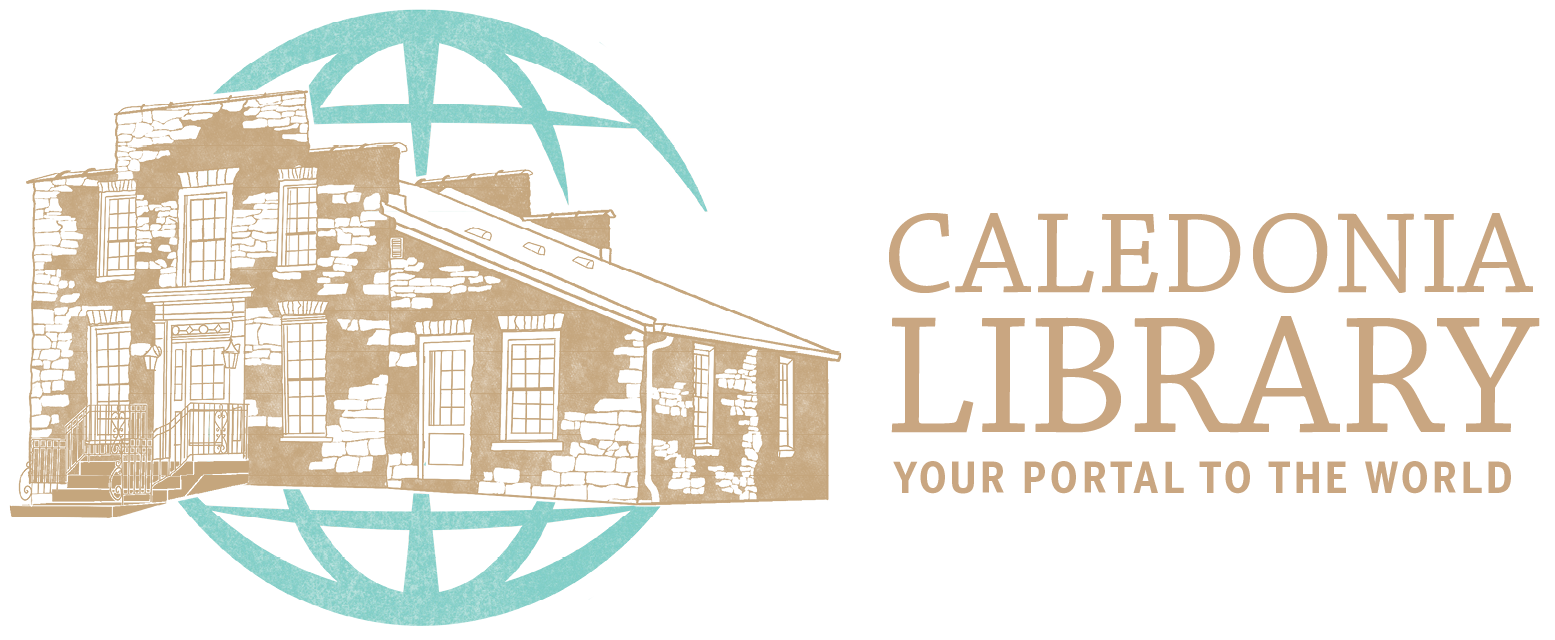 CALEDONIA
LIBRARY
YOUR PORTAL TO THE WORLD